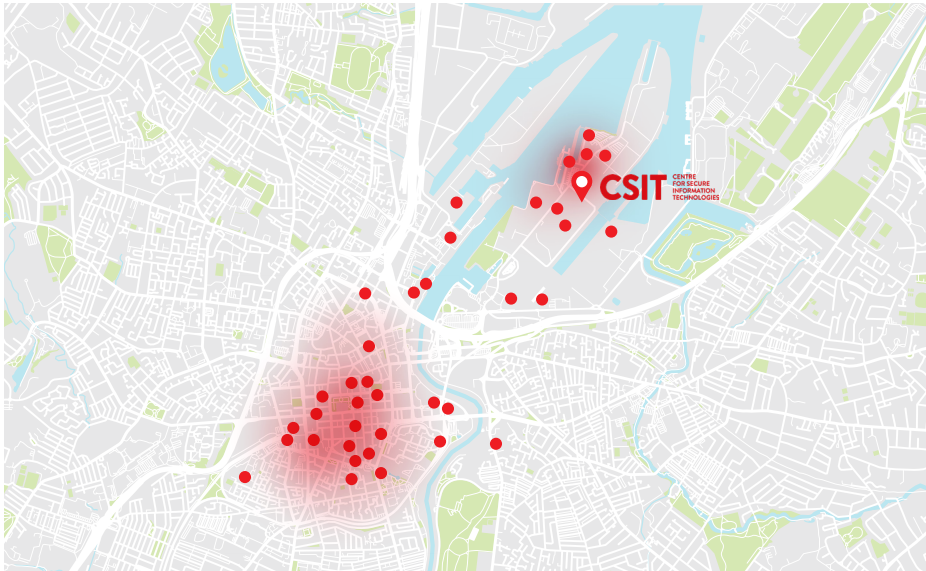 CSIT
CENTRE
FOR SECURE
INFORMATION
TECHNOLOGIES